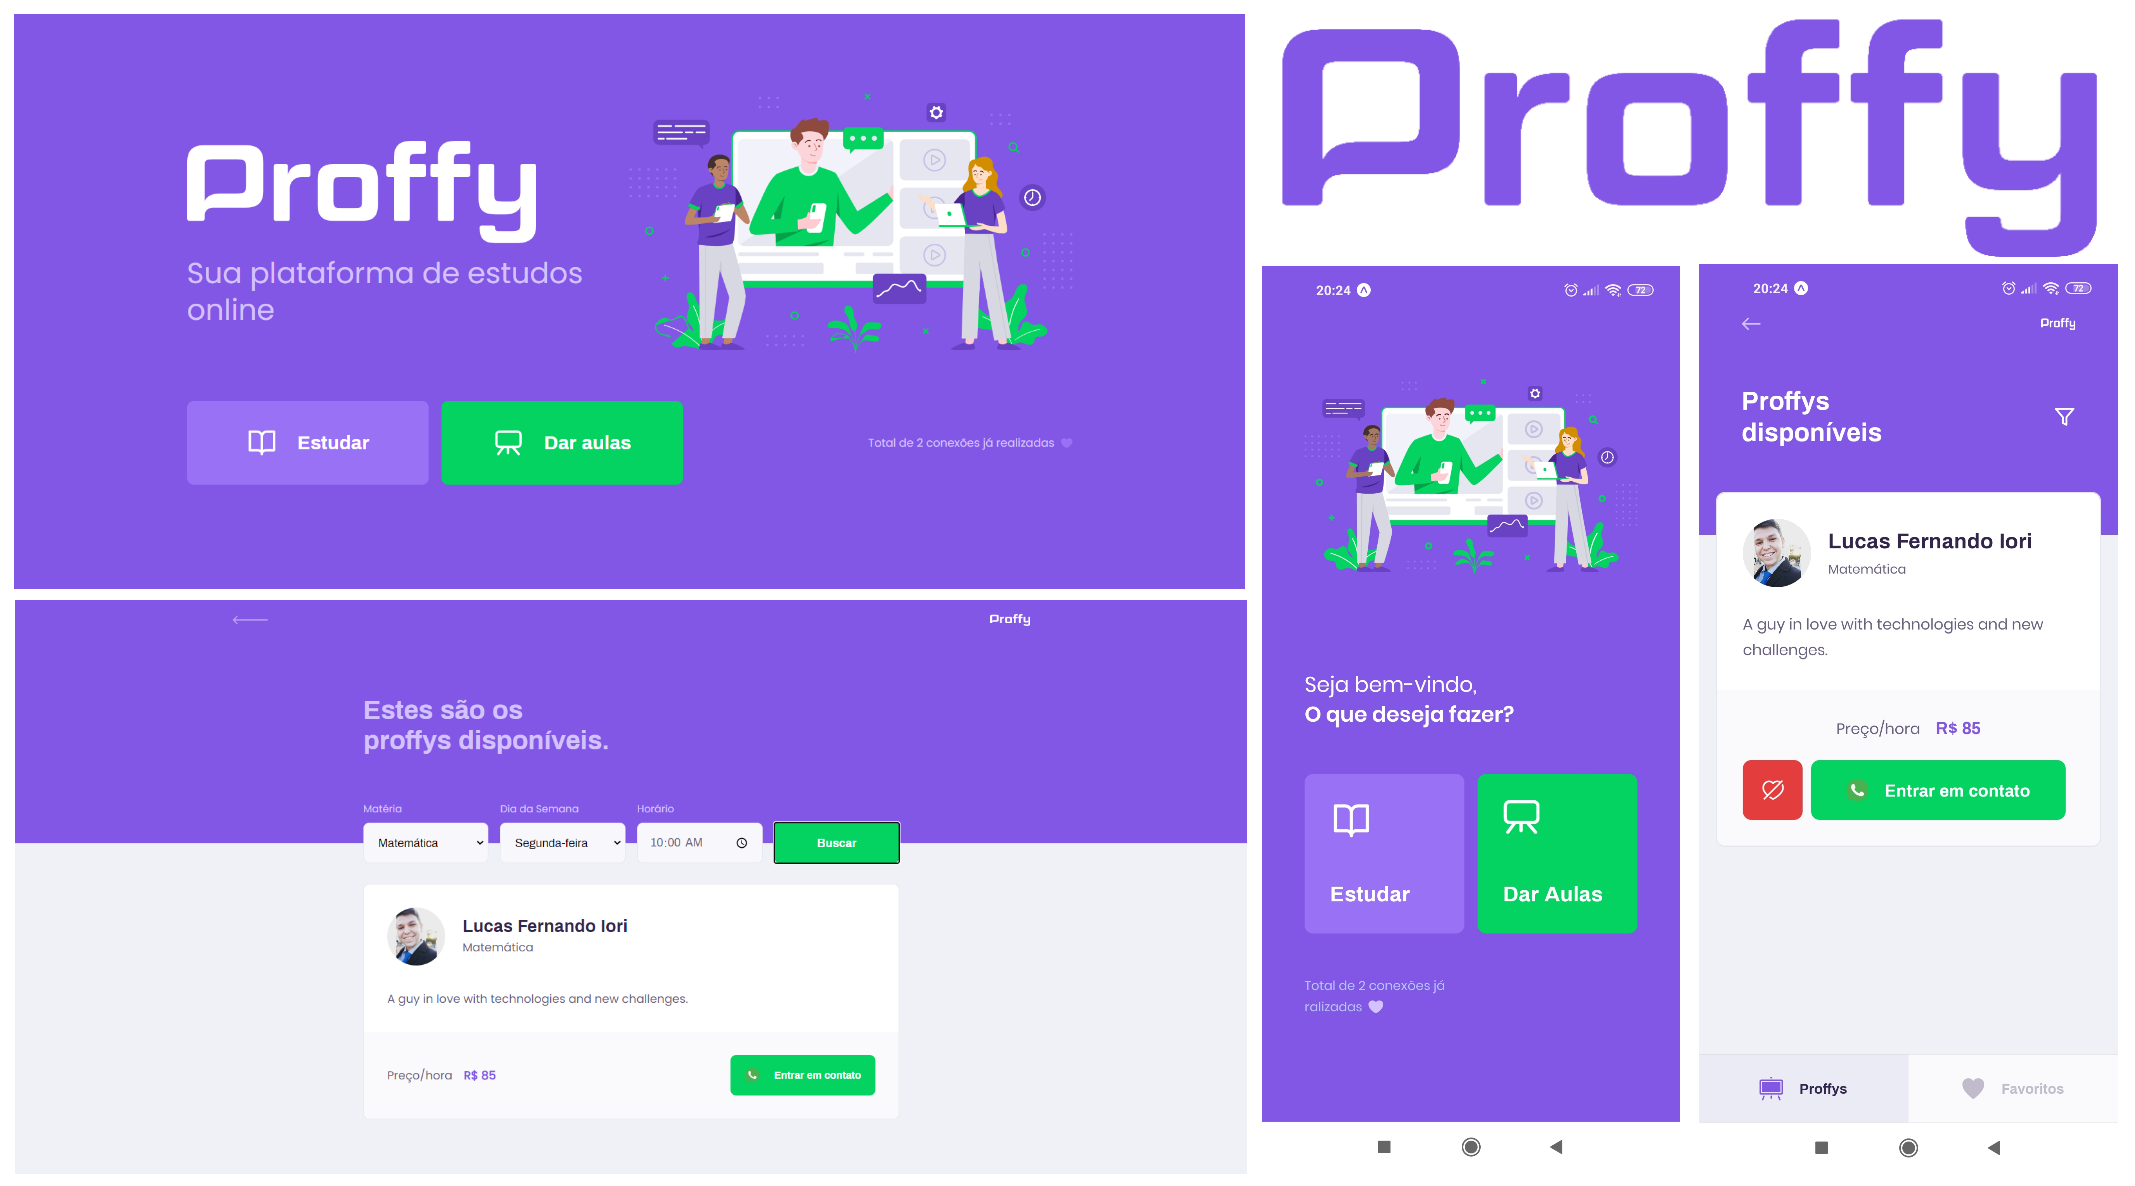 Proffy
Sua plataforma de estudos
online
Estudar
Dar aulas
Total de 2 conexões já realizadas
Proffy
Estes são os
proffys disponíveis.
Matéria
Dia da Semana
Horário
Matemática
Segunda-feira
10:00 AM
Buscar
Lucas Fernando Iori
Matemática
A guy in love with technologies and new challenges.
Preço/hora R$ 85
Entrar em contato
Proffy
20:24
72
Seja bem-vindo,
O que deseja fazer?
Estudar
Dar Aulas
Total de 2 conexões já
ralizadas
20:24
72
Proffy
Proffys
disponíveis
Lucas Fernando Iori
Matemática
A guy in love with technologies and new
challenges.
Preço/hora R$ 85
Entrar em contato
Proffys
Favoritos